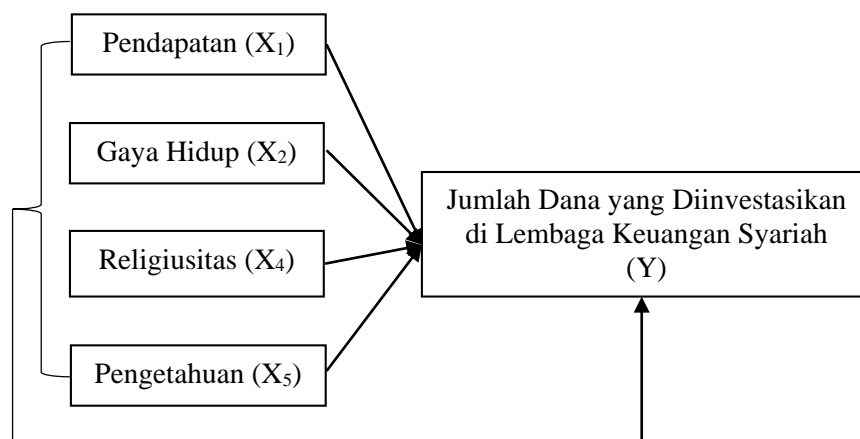 Pendapatan (X₁)
Gaya Hidup (X₂)
Jumlah Dana yang Diinvestasikan
di Lembaga Keuangan Syariah
(Y)
Religiusitas (X₄)
Pengetahuan (X₅)